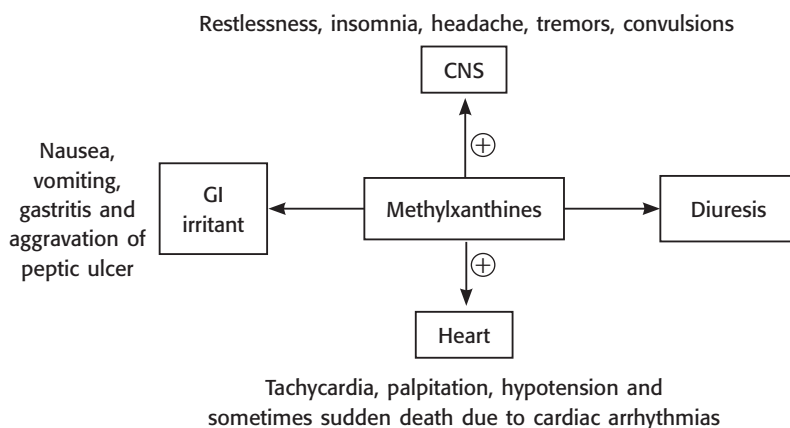 Restlessness, insomnia, headache, tremors, convulsions
CNS
+
Nausea,
vomiting,
gastritis and
aggravation of
peptic ulcer
GI
irritant
Methylxanthines
Diuresis
+
Heart
Tachycardia, palpitation, hypotension and
sometimes sudden death due to cardiac arrhythmias